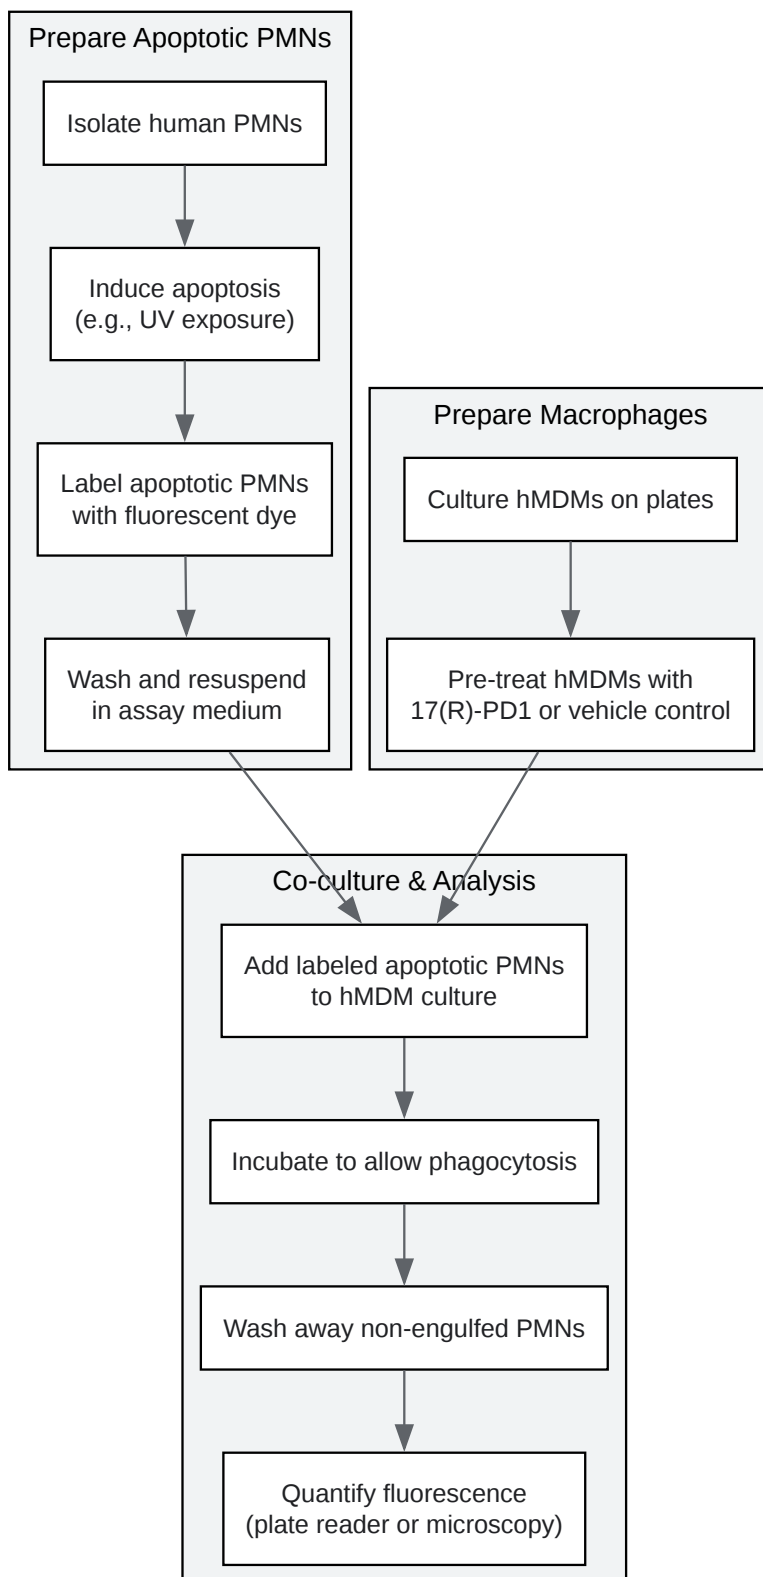 Prepare Apoptotic PMNs
Isolate human PMNs
Induce apoptosis
(e.g., UV exposure)
Label apoptotic PMNs
with fluorescent dye
Wash and resuspend
in assay medium
Prepare Macrophages
Culture hMDMs on plates
Pre-treat hMDMs with
17(R)-PD1 or vehicle control
Co-culture & Analysis
Add labeled apoptotic PMNs
to hMDM culture
Incubate to allow phagocytosis
Wash away non-engulfed PMNs
Quantify fluorescence
(plate reader or microscopy)